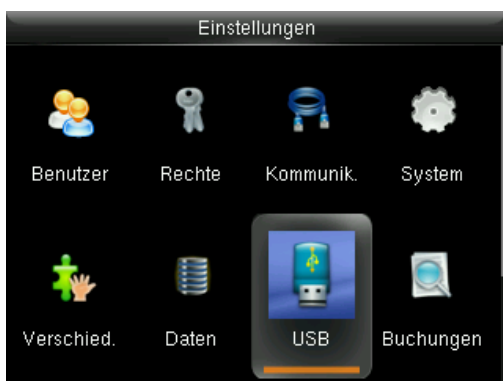 Einstellungen
Benutzer
Rechte
Kommunik.
System
Verschied.
Daten
USB
Buchungen